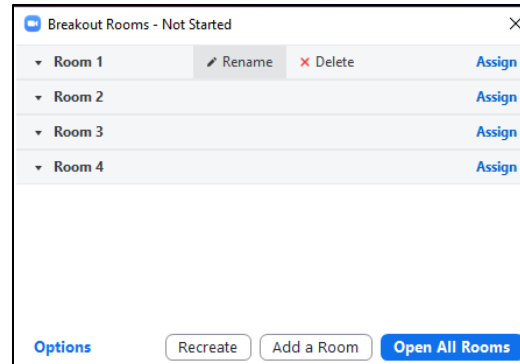 Breakout Rooms - Not Started
Room 1 Rename Delete Assign
Room 2 Assign
Room 3 Assign
Room 4 Assign
Options Recreate Add a Room Open All Rooms